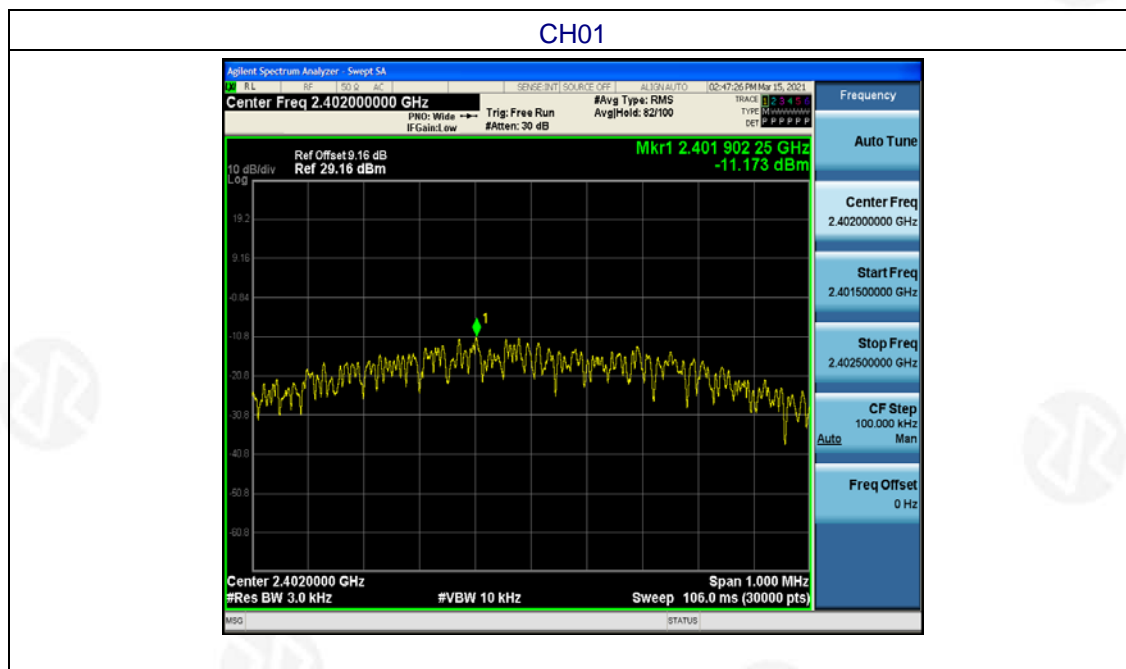 CH01
Agilent Spectrum Analyzer - Swept SA
RL RF 50 Ω AC SENSE:INT SOURCE OFF ALIGN AUTO 02:47:26 PM Mar 15, 2021
Center Freq 2.402000000 GHz
PNO: Wide
IFGain:Low
Trig: Free Run
#Atten: 30 dB
#Avg Type: RMS
Avg|Hold: 82/100
TRACE 1 2 3 4 5 6
TYPE M W W W W W
DET P P P P P P
Mkr1 2.401 902 25 GHz
-11.173 dBm
Ref Offset 9.16 dB
10 dB/div Ref 29.16 dBm
Log
19.2
9.16
-0.84
-10.8
-20.8
-30.8
-40.8
-50.8
-60.8
1
Center 2.4020000 GHz Span 1.000 MHz
#Res BW 3.0 kHz #VBW 10 kHz Sweep 106.0 ms (30000 pts)
MSG STATUS
Frequency
Auto Tune
Center Freq
2.402000000 GHz
Start Freq
2.401500000 GHz
Stop Freq
2.402500000 GHz
CF Step
100.000 kHz
Auto Man
Freq Offset
0 Hz